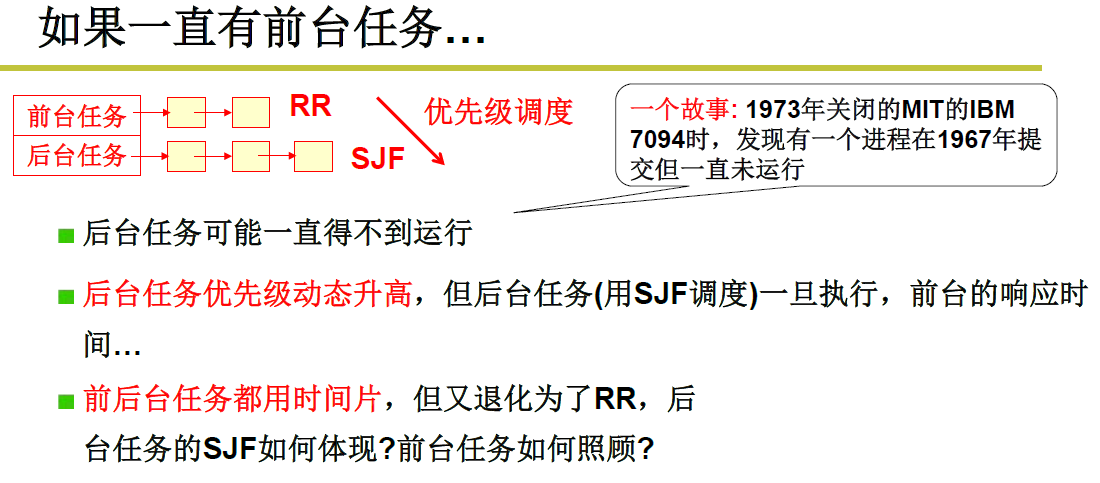 如果一直有前台任务…
前台任务
RR
后台任务
SJF
优先级调度
一个故事: 1973年关闭的MIT的IBM
7094时，发现有一个进程在1967年提
交但一直未运行
后台任务可能一直得不到运行
后台任务优先级动态升高，但后台任务(用SJF调度)一旦执行，前台的响应时
间…
前后台任务都用时间片，但又退化为了RR，后
台任务的SJF如何体现?前台任务如何照顾?